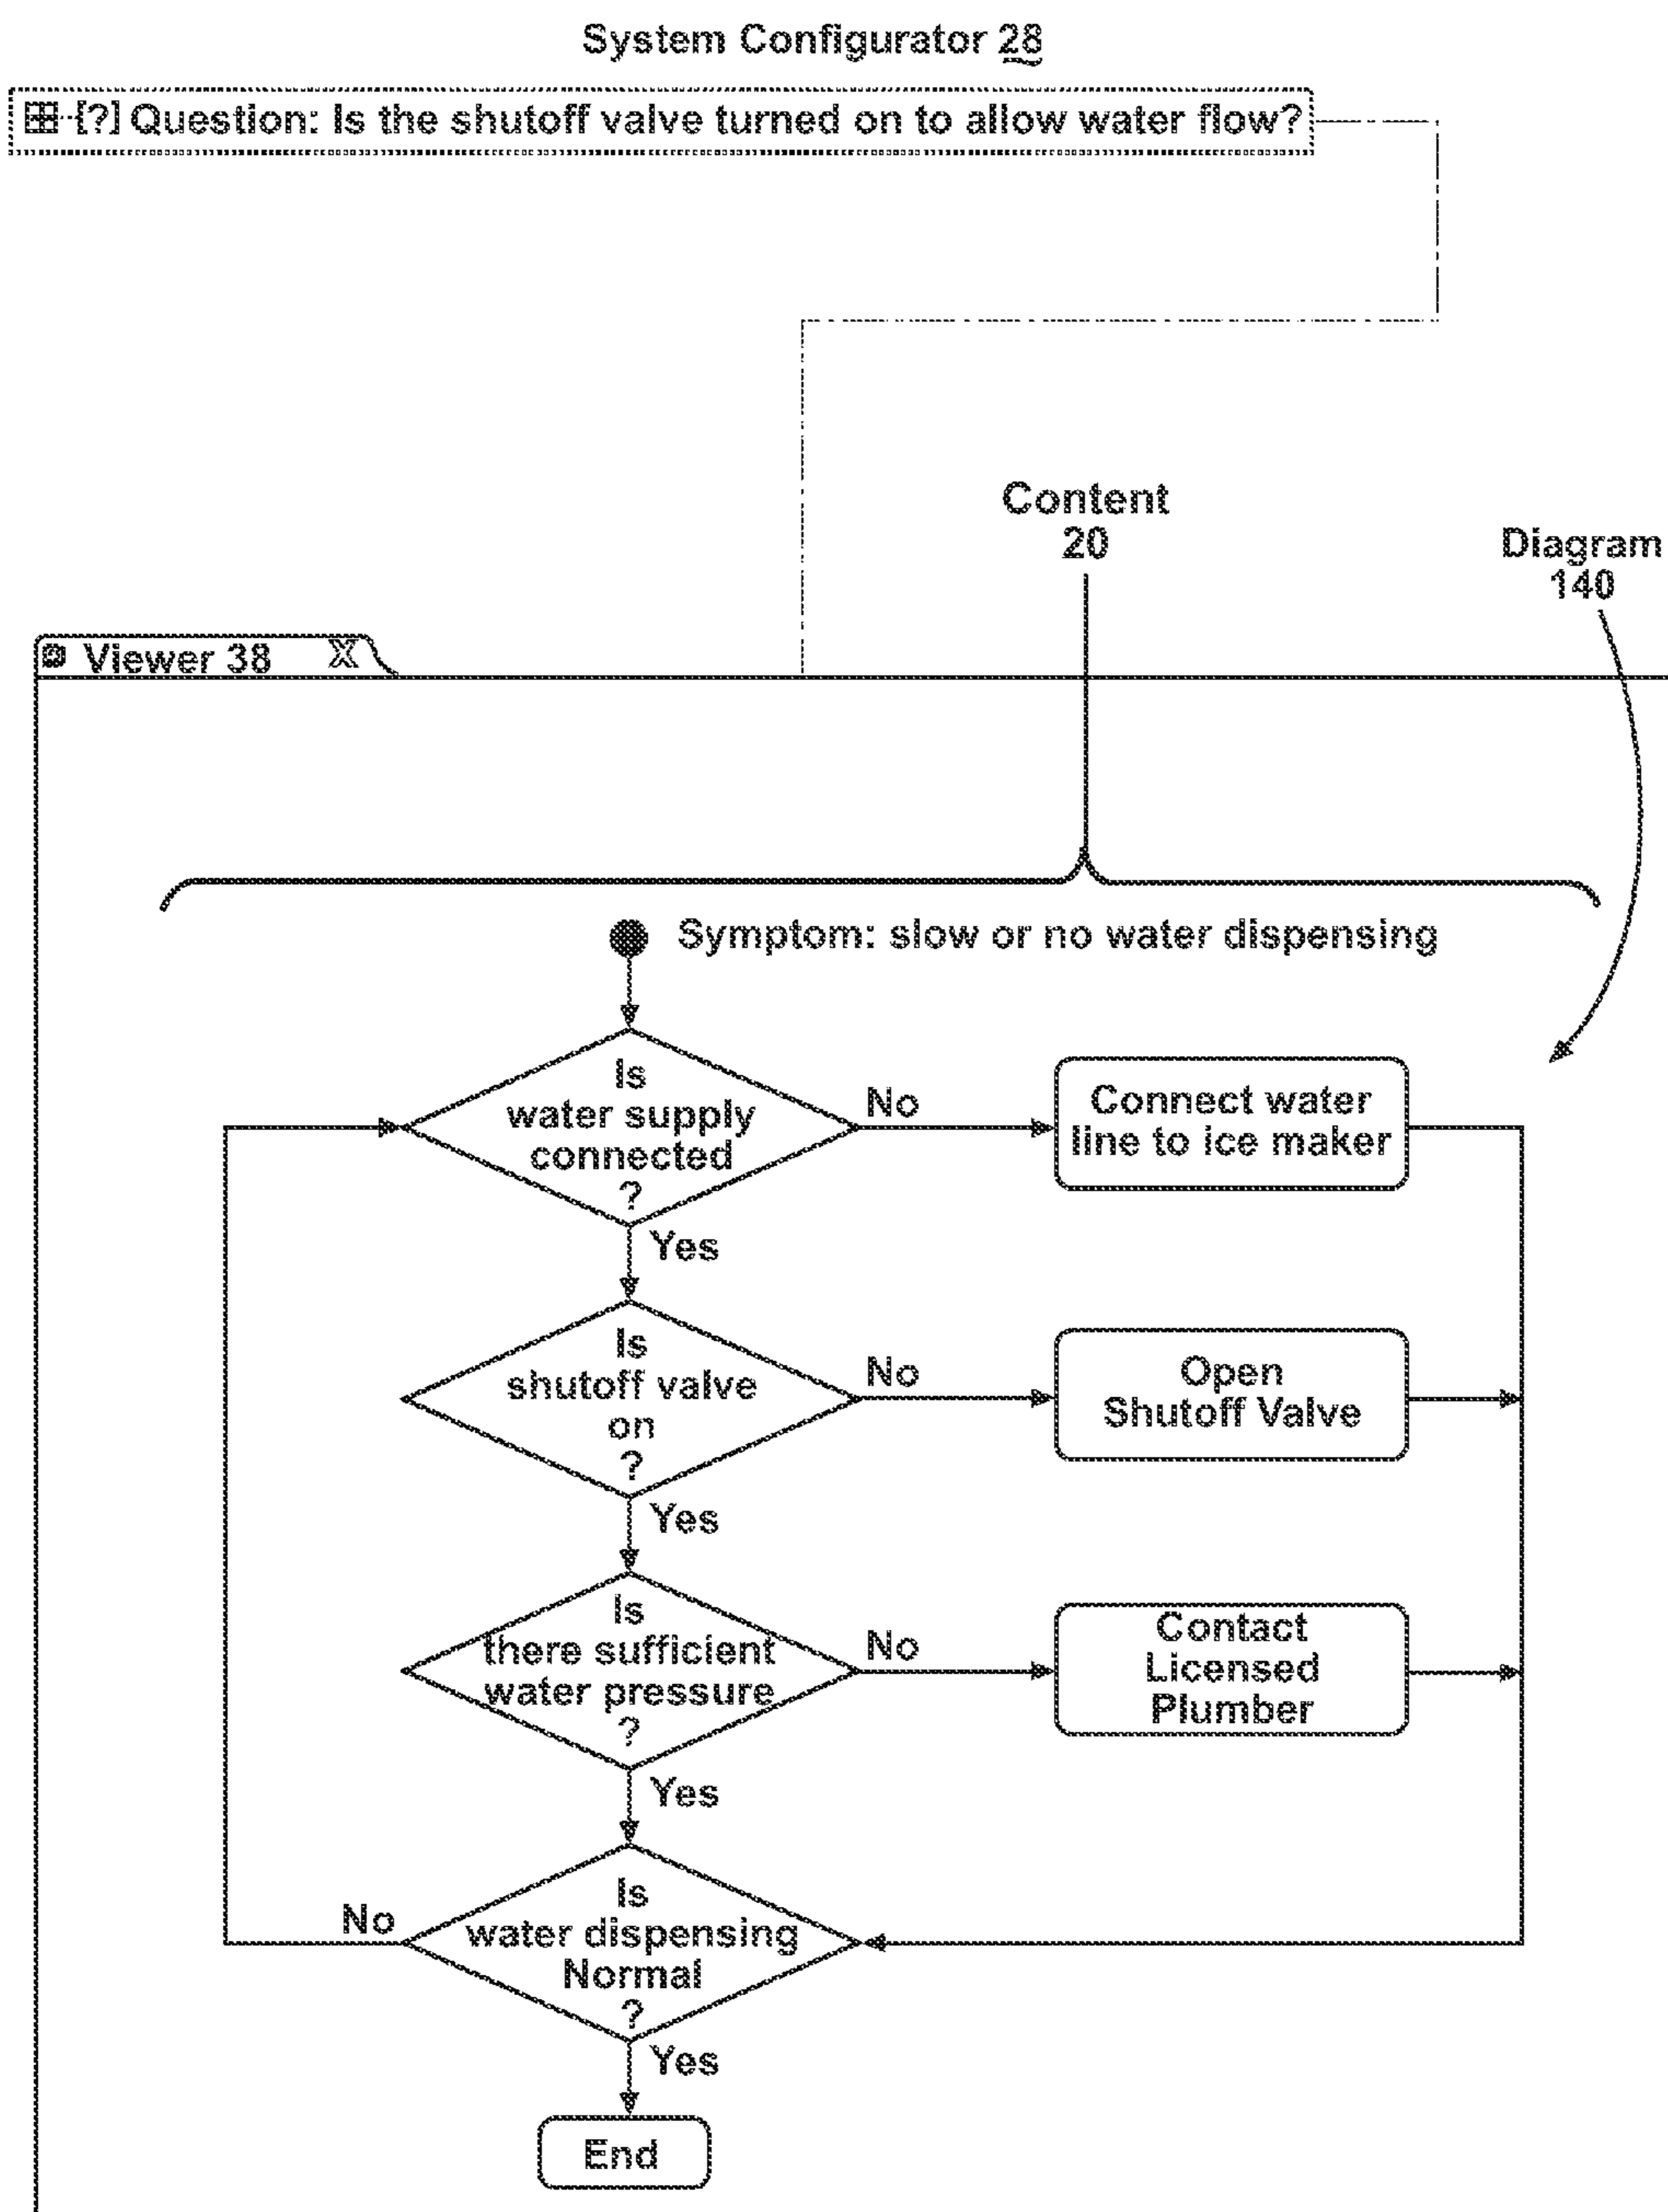 System Configurator 28
[?] Question: Is the shutoff valve turned on to allow water flow?
Content
20
Diagram
140
Viewer 38 X
Symptom: slow or no water dispensing
Is
water supply
connected
?
No
Connect water
line to ice maker
Yes
Is
shutoff valve
on
?
No
Open
Shutoff Valve
Yes
Is
there sufficient
water pressure
?
No
Contact
Licensed
Plumber
Yes
Is
water dispensing
Normal
?
No
Yes
End